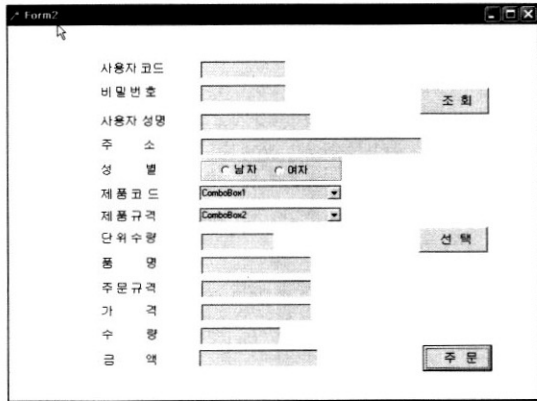 Form2
사용자 코드
비밀번호
조 회
사용자 성명
주 소
성 별 남자 여자
제품코드 ComboBox1
제품규격 ComboBox2
단위수량
선 택
품 명
주문규격
가 격
수 량
금 액
주 문